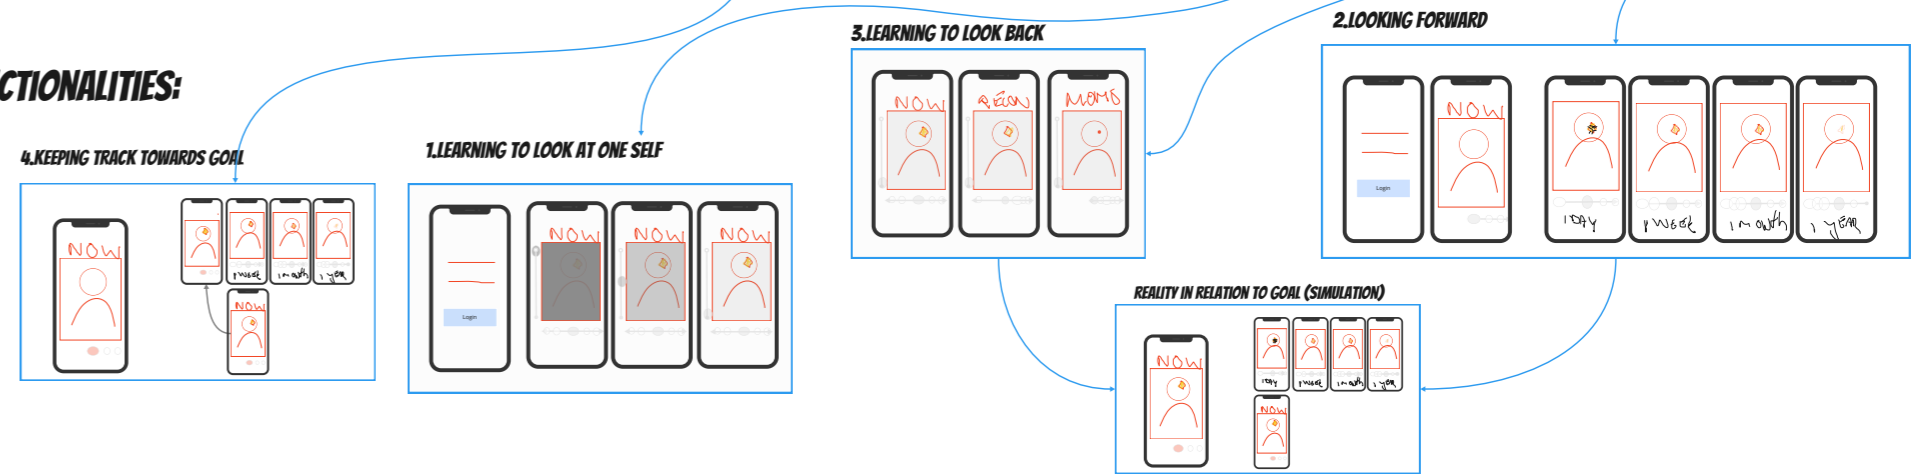 CTIONALITIES:
4.KEEPING TRACK TOWARDS GOAL
NOW
1 WEEK
1 MONTH
1 YEAR
NOW
1.LEARNING TO LOOK AT ONE SELF
Login
NOW
NOW
NOW
3.LEARNING TO LOOK BACK
NOW
2.LOOKING FORWARD
Login
NOW
1 DAY
1 WEEK
1 MONTH
1 YEAR
REALITY IN RELATION TO GOAL (SIMULATION)
NOW
1 DAY
1 WEEK
1 MONTH
1 YEAR
NOW